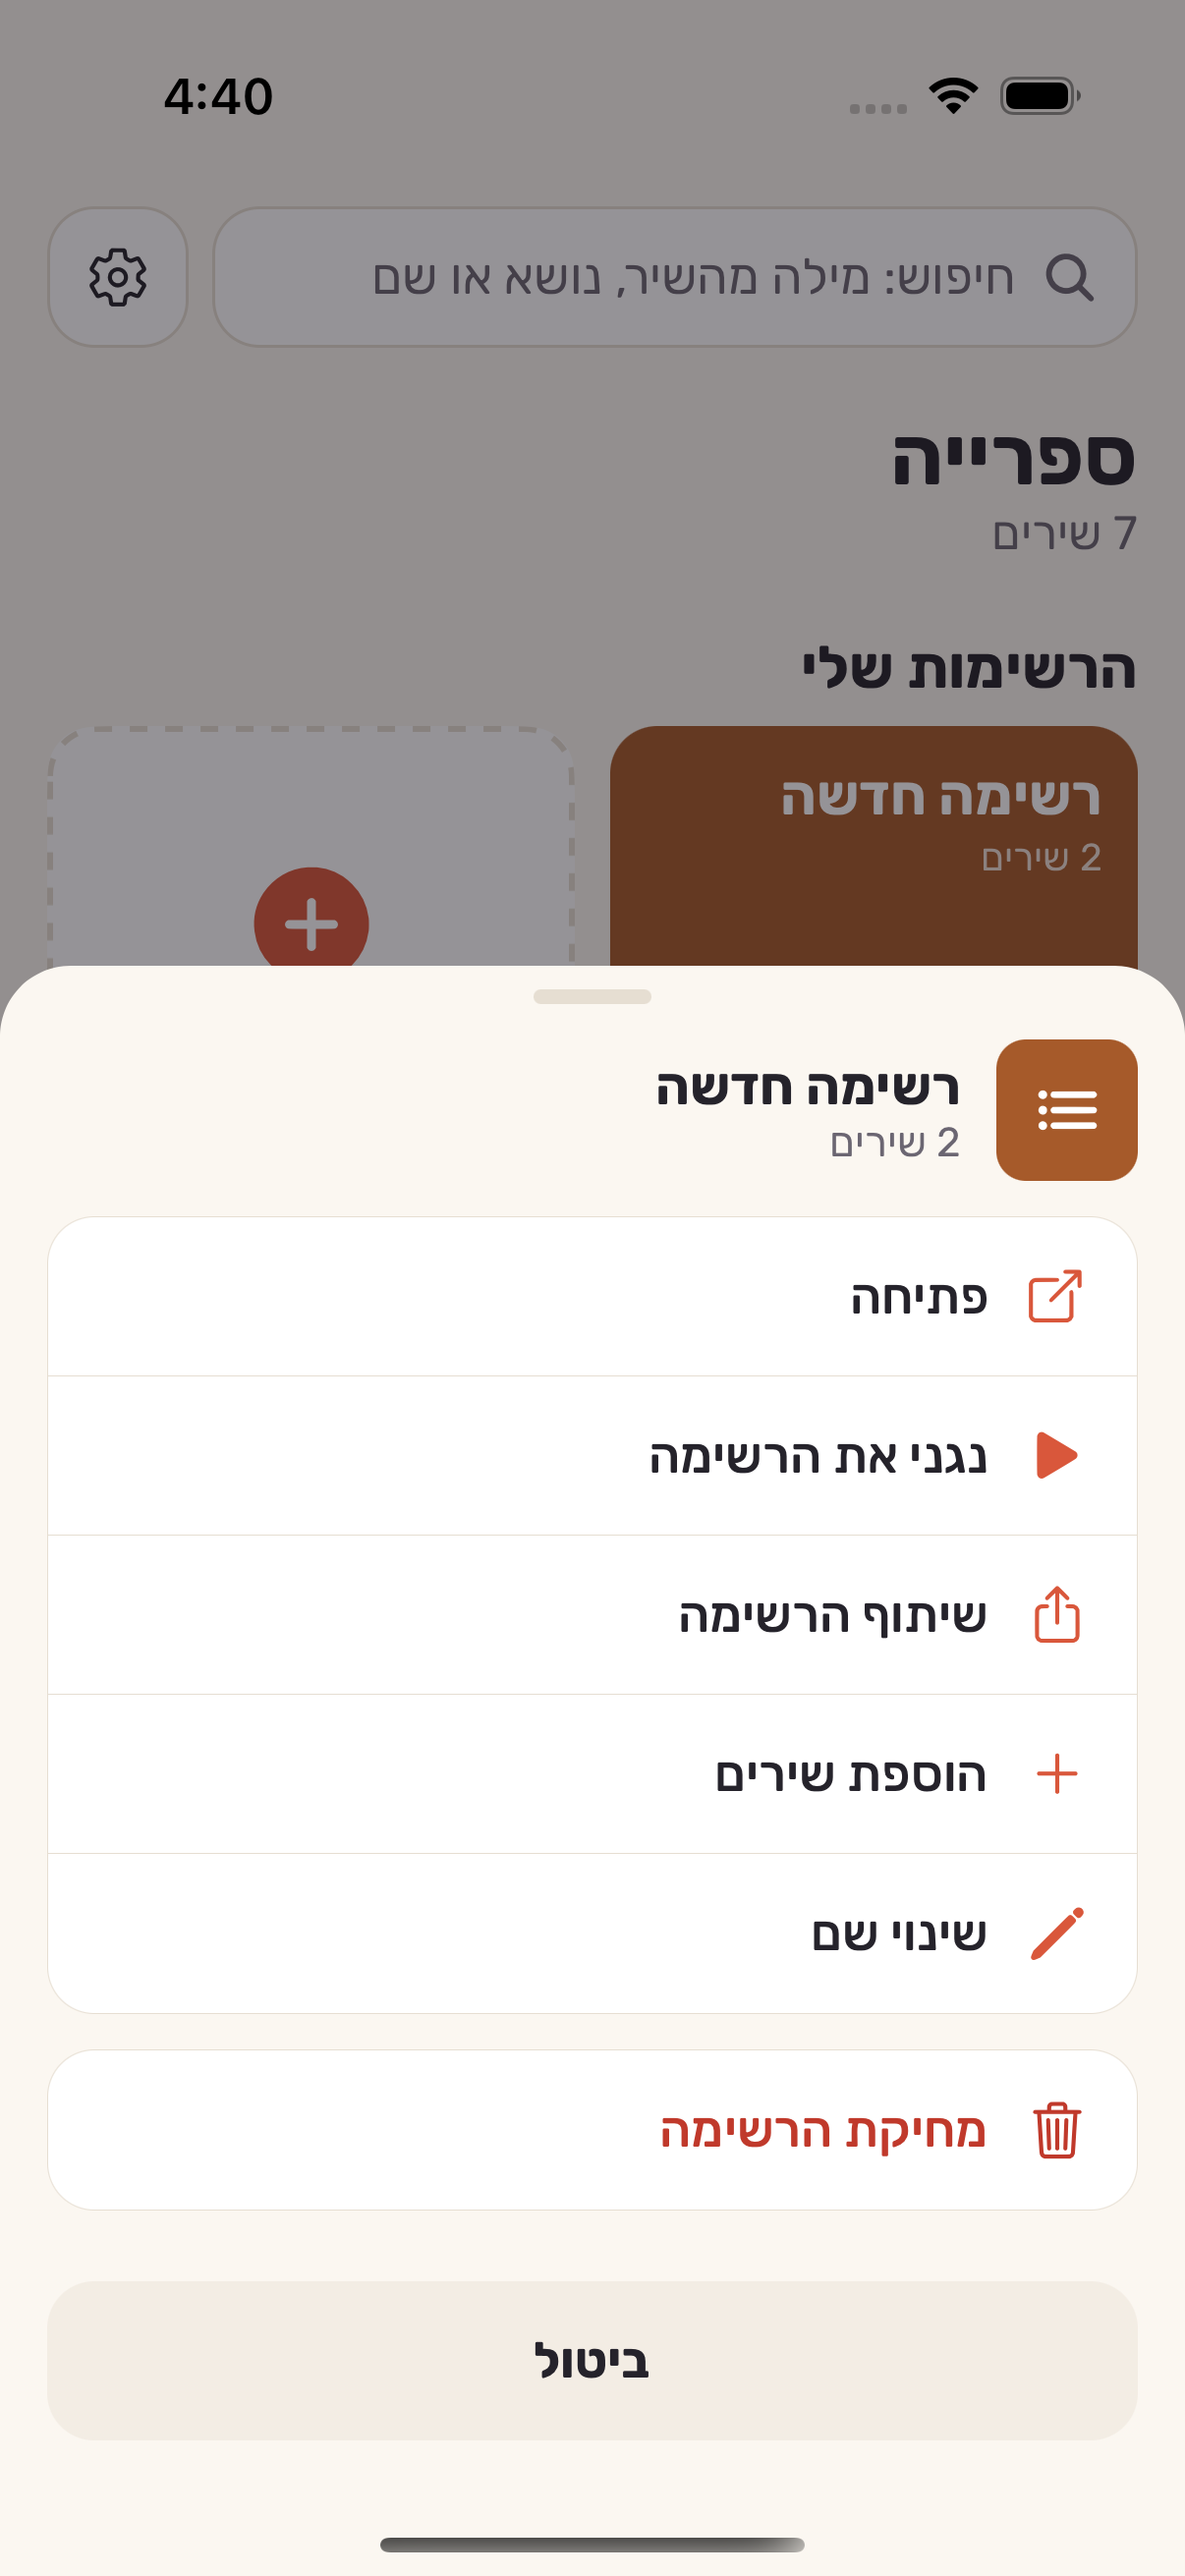 4:40
חיפוש: מילה מהשיר, נושא או שם
ספרייה
7 שירים
הרשימות שלי
רשימה חדשה
2 שירים
רשימה חדשה
2 שירים
פתיחה
נגני את הרשימה
שיתוף הרשימה
הוספת שירים
שינוי שם
מחיקת הרשימה
ביטול